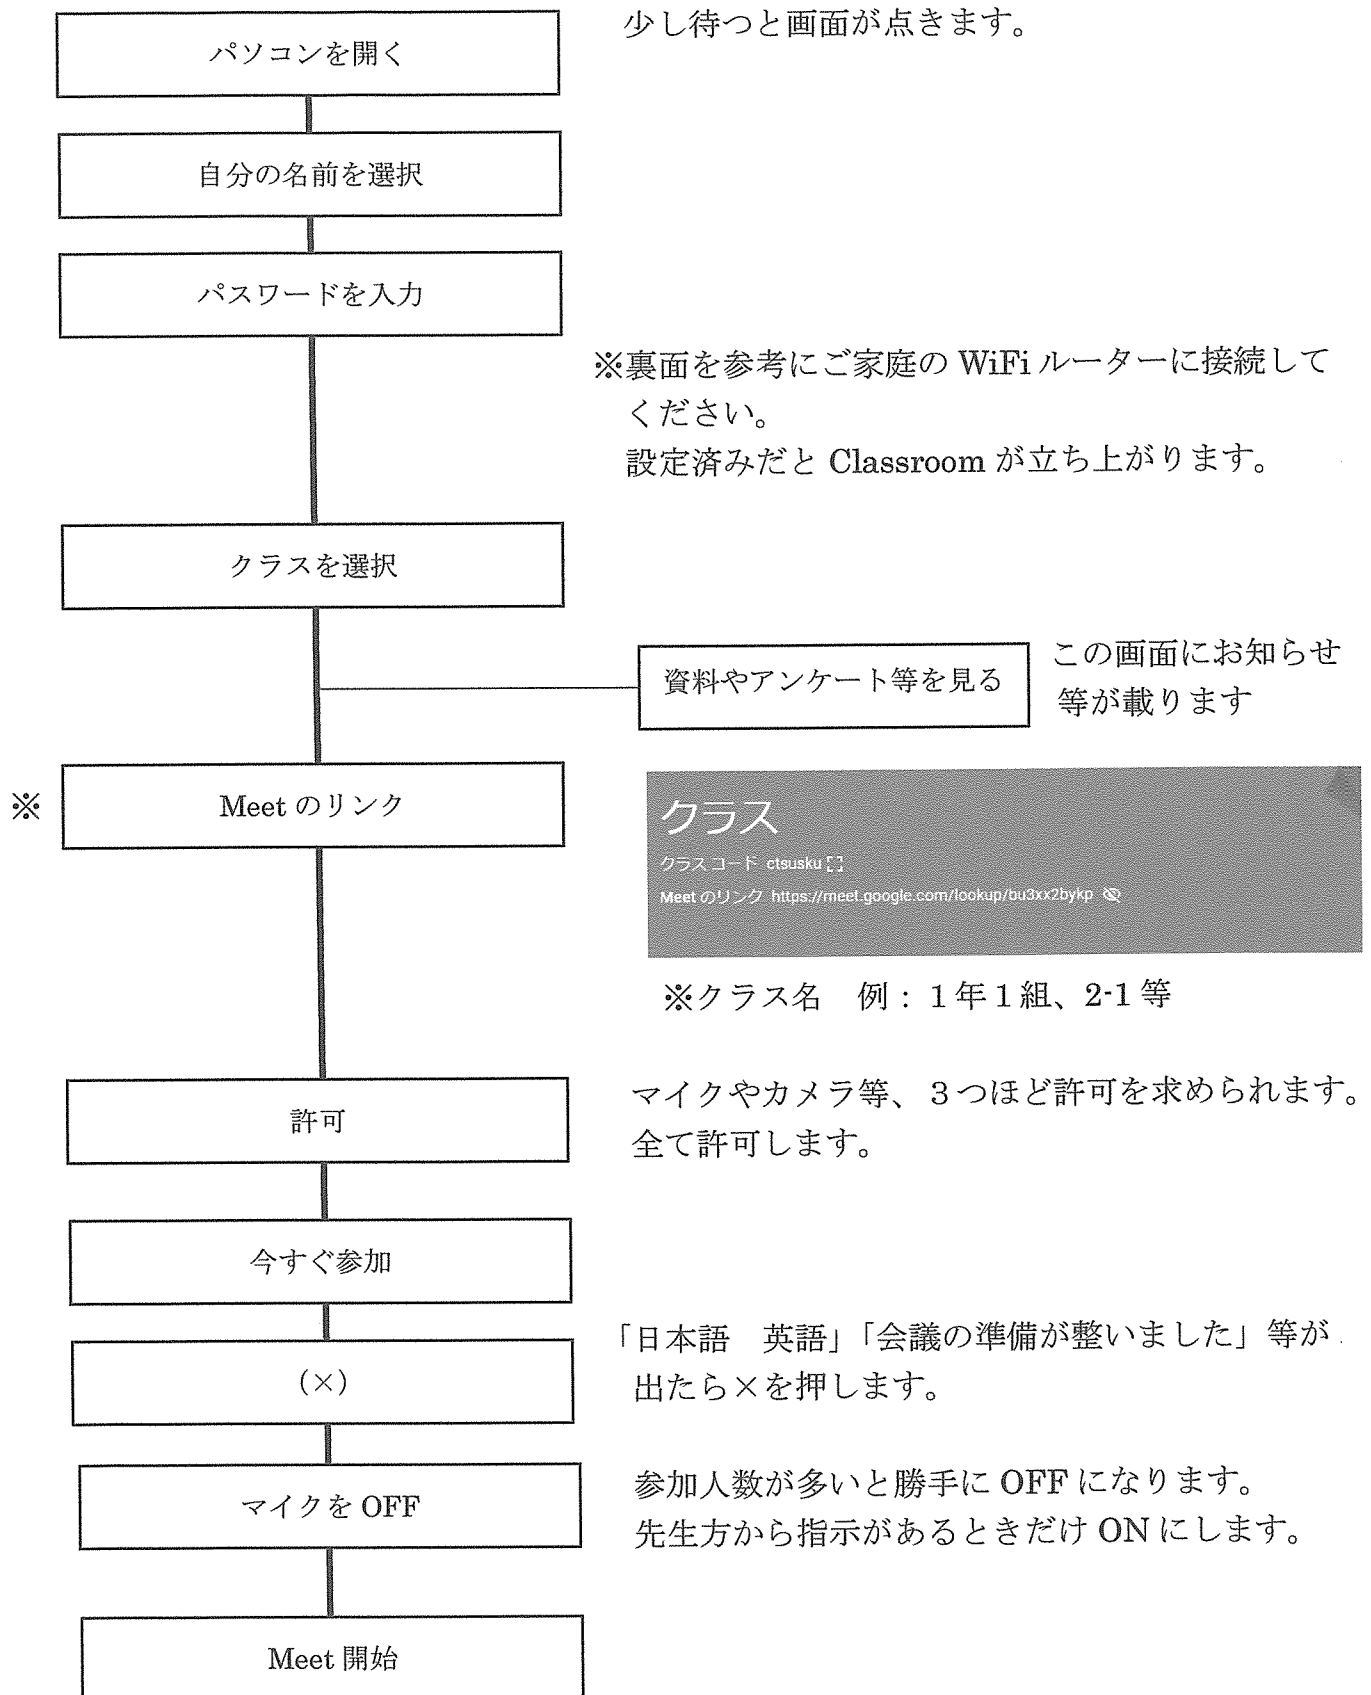 少し待つと画面が点きます。
パソコンを開く
自分の名前を選択
パスワードを入力
※裏面を参考にご家庭の WiFi ルーターに接続して
ください。
設定済みだと Classroom が立ち上がります。
クラスを選択
資料やアンケート等を見る
この画面にお知らせ
等が載ります
※
Meet のリンク
クラス
クラス コード ctsusku
Meet のリンク https://meet.google.com/lookup/bu3xx2bykp
※クラス名　例：１年１組、2-1 等
許可
マイクやカメラ等、３つほど許可を求められます。
全て許可します。
今すぐ参加
(×)
「日本語　英語」「会議の準備が整いました」等が
出たら×を押します。
マイクを OFF
参加人数が多いと勝手に OFF になります。
先生方から指示があるときだけ ON にします。
Meet 開始